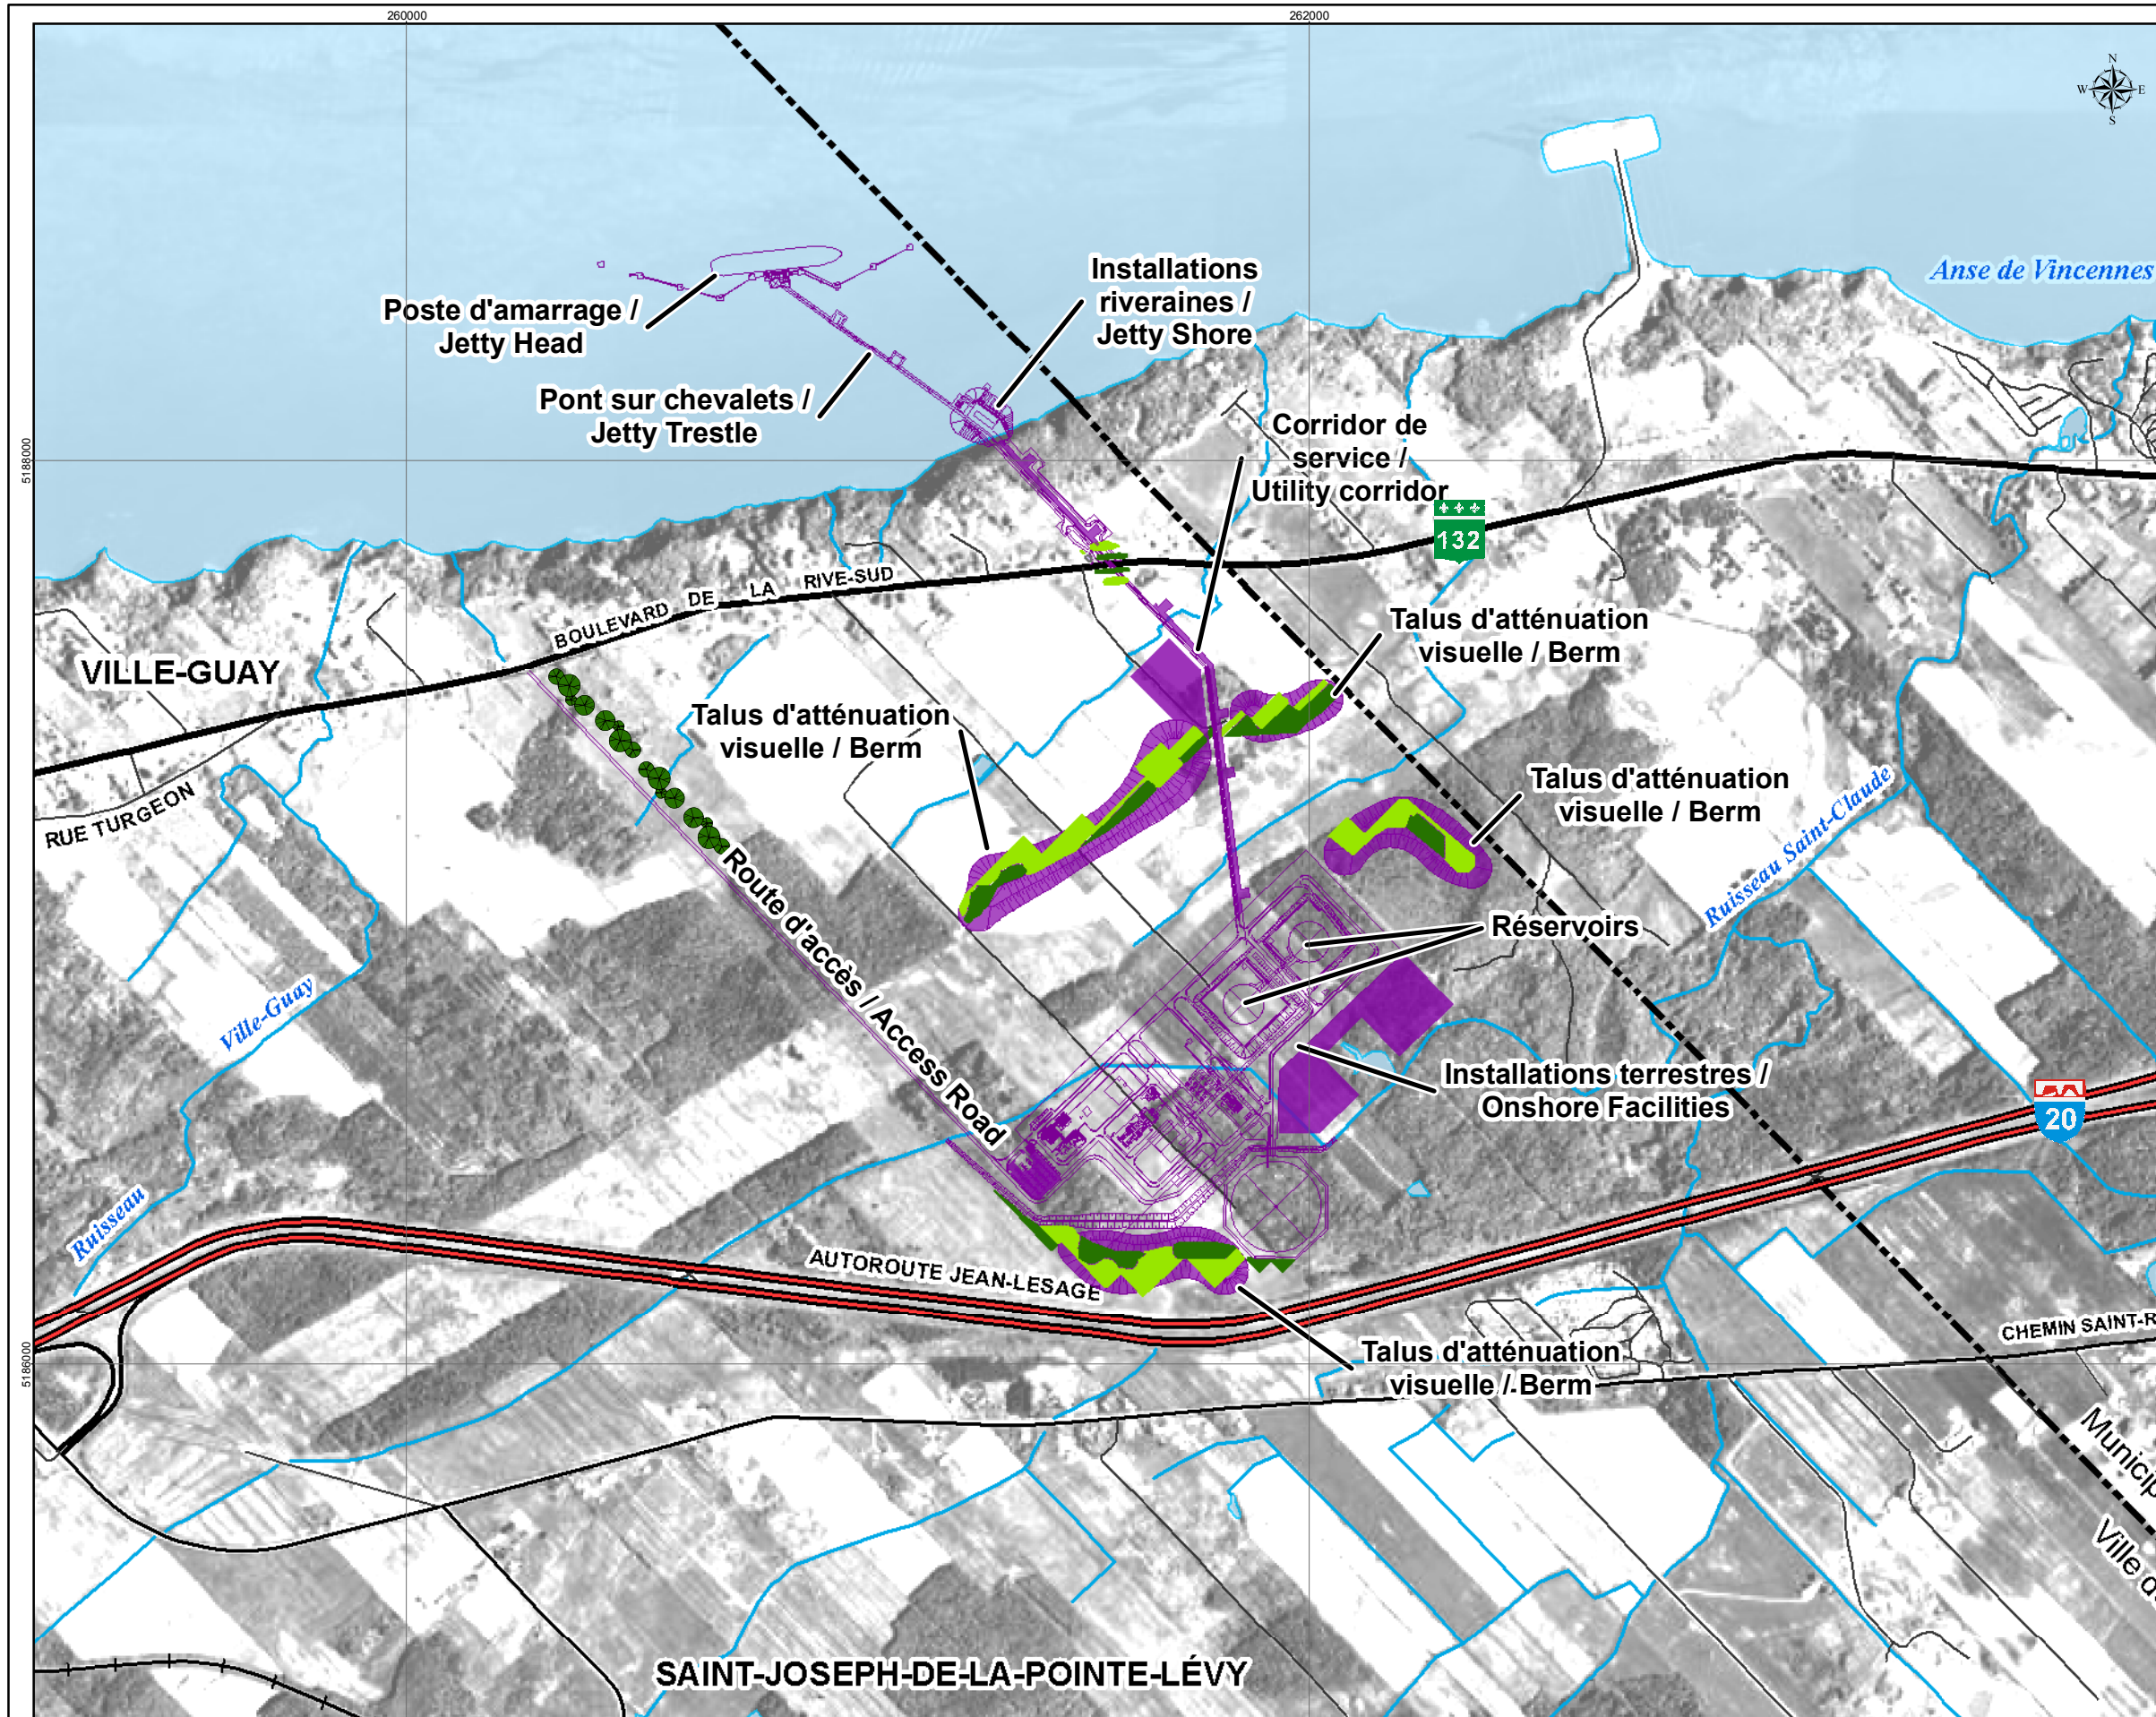 260000
262000
N
W
E
S
Anse de Vincennes
Installations
riveraines /
Jetty Shore
Poste d'amarrage /
Jetty Head
Pont sur chevalets /
Jetty Trestle
Corridor de
service /
Utility corridor
5188000
132
BOULEVARD DE LA RIVE-SUD
VILLE-GUAY
Talus d'atténuation
visuelle / Berm
Talus d'atténuation
visuelle / Berm
Talus d'atténuation
visuelle / Berm
RUE TURGEON
Ruisseau Saint-Claude
Route d'accès / Access Road
Réservoirs
Ville-Guay
Installations terrestres /
Onshore Facilities
20
Ruisseau
AUTOROUTE JEAN-LESAGE
CHEMIN SAINT-R
5186000
Talus d'atténuation
visuelle / Berm
Municip
Ville d
SAINT-JOSEPH-DE-LA-POINTE-LÉVY